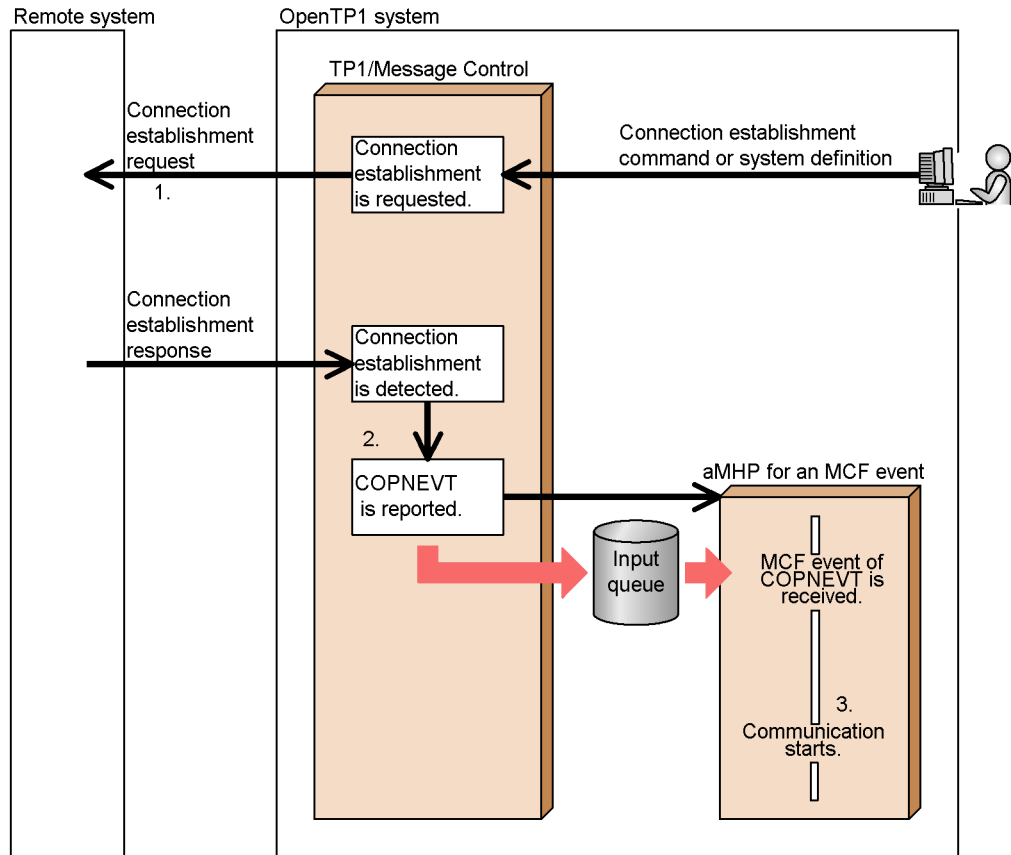 Remote system
OpenTP1 system
TP1/Message Control
Connection
establishment
request
1.
Connection
establishment
is requested.
Connection establishment
command or system definition
Connection
establishment
response
Connection
establishment
is detected.
2.
COPNEVT
is reported.
aMHP for an MCF event
Input
queue
MCF event of
COPNEVT is
received.
3.
Communication
starts.